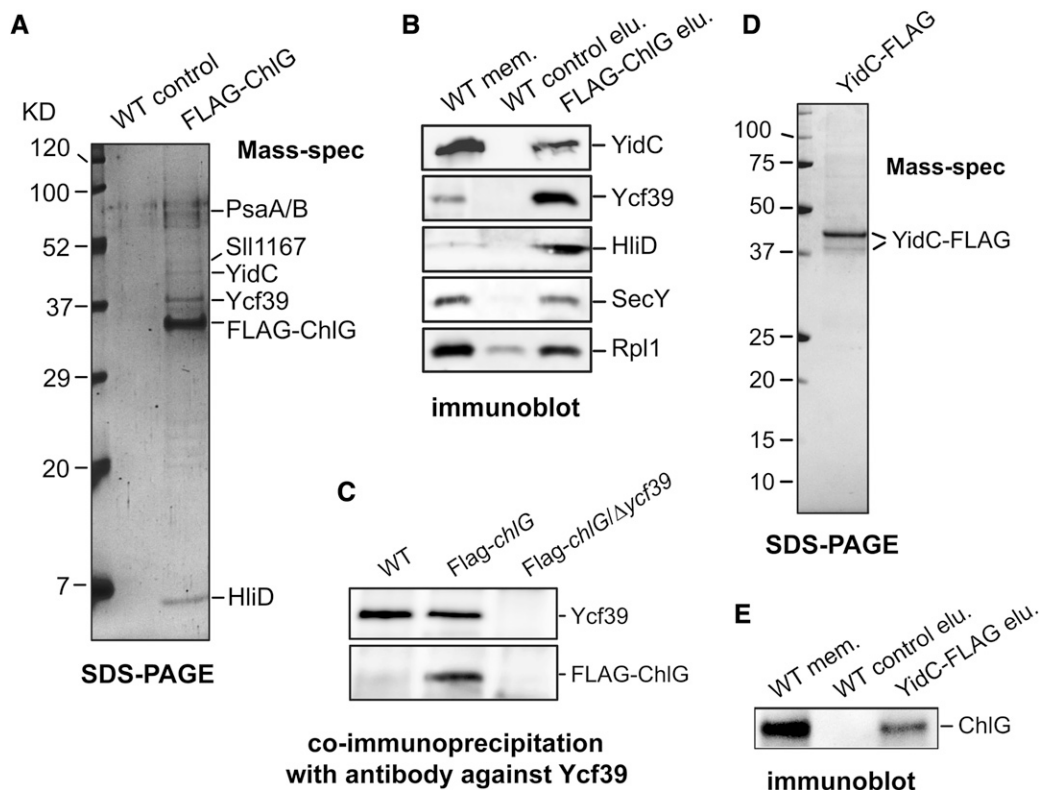 A
WT control
FLAG-ChlG
KD
Mass-spec
120
100
52
37
29
20
7
PsaA/B
Sll1167
YidC
Ycf39
FLAG-ChlG
HliD
SDS-PAGE
B
WT mem.
WT control elu.
FLAG-ChlG elu.
YidC
Ycf39
HliD
SecY
Rpl1
immunoblot
C
WT
Flag-chlG
Flag-chlG/Δycf39
Ycf39
FLAG-ChlG
co-immunoprecipitation
with antibody against Ycf39
D
YidC-FLAG
100
75
50
37
25
20
15
10
Mass-spec
YidC-FLAG
SDS-PAGE
E
WT mem.
WT control elu.
YidC-FLAG elu.
ChlG
immunoblot